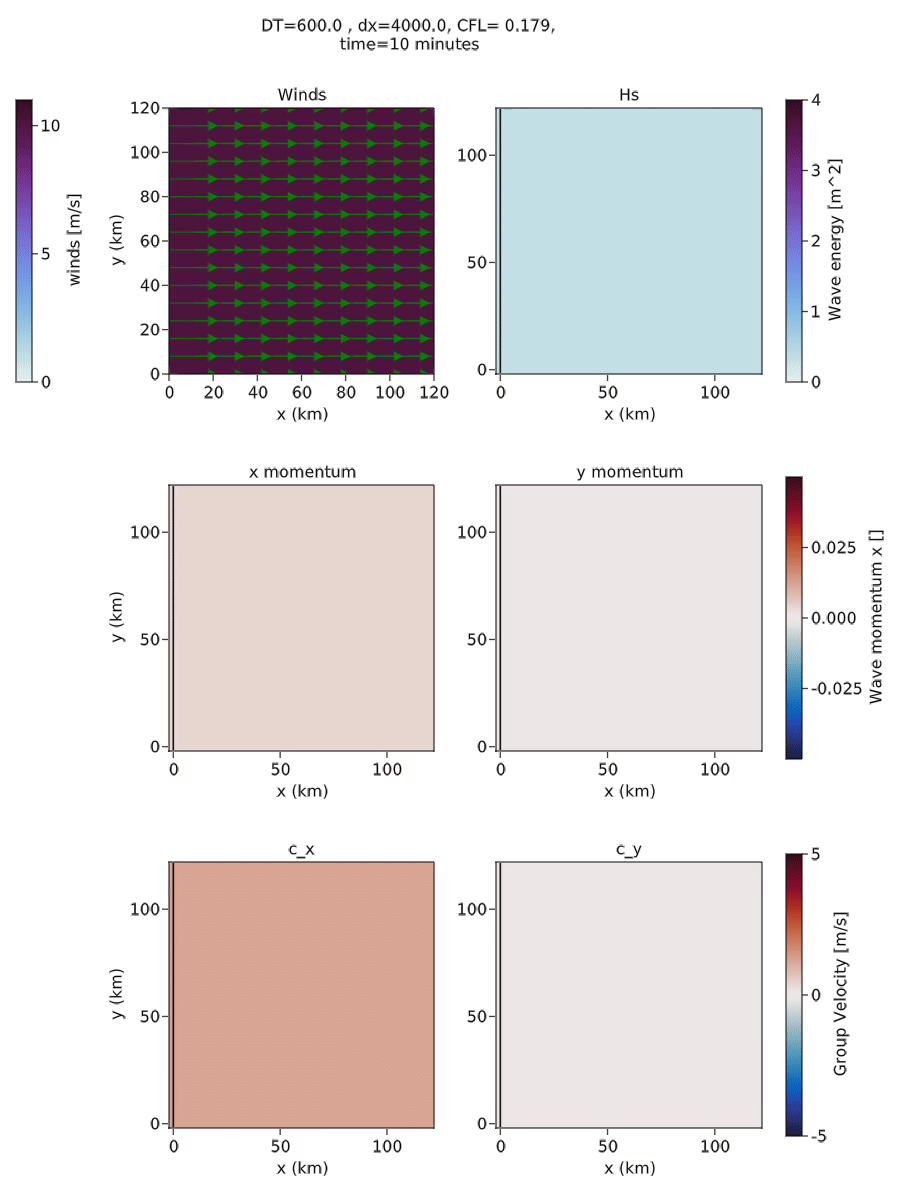 DT=600.0 , dx=4000.0, CFL= 0.179,
time=10 minutes
Winds
Hs
10
5
0
winds [m/s]
120
100
80
60
40
20
0
y (km)
0 20 40 60 80 100 120
x (km)
100
50
0
0 50 100
x (km)
4
3
2
1
0
Wave energy [m^2]
x momentum
y momentum
100
50
0
y (km)
0 50 100
x (km)
100
50
0
0 50 100
x (km)
0.025
0.000
-0.025
Wave momentum x []
c_x
c_y
100
50
0
y (km)
0 50 100
x (km)
100
50
0
0 50 100
x (km)
5
0
-5
Group Velocity [m/s]